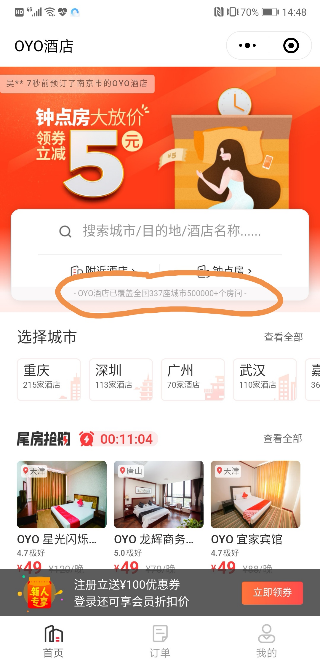 HD 4G 70% 14:48
OYO酒店
吴** 7秒前预订了南京市的OYO酒店
钟点房大放价
领券
立减
5元
搜索城市/目的地/酒店名称......
附近酒店 >
钟点房 >
- OYO酒店已覆盖全国337座城市500000+个房间 -
选择城市
查看全部
重庆
深圳
广州
武汉
215家酒店
113家酒店
70家酒店
110家酒店
36
尾房抢购
00:11:04
查看全部
天津
唐山
天津
OYO 星光闪烁...
OYO 龙辉商务...
OYO 宜家宾馆
4.7极好
5.0极好
4.7极好
¥49
¥49
¥49
新人
专享
注册立送¥100优惠券
登录还可享会员折扣价
立即领券
首页
订单
我的